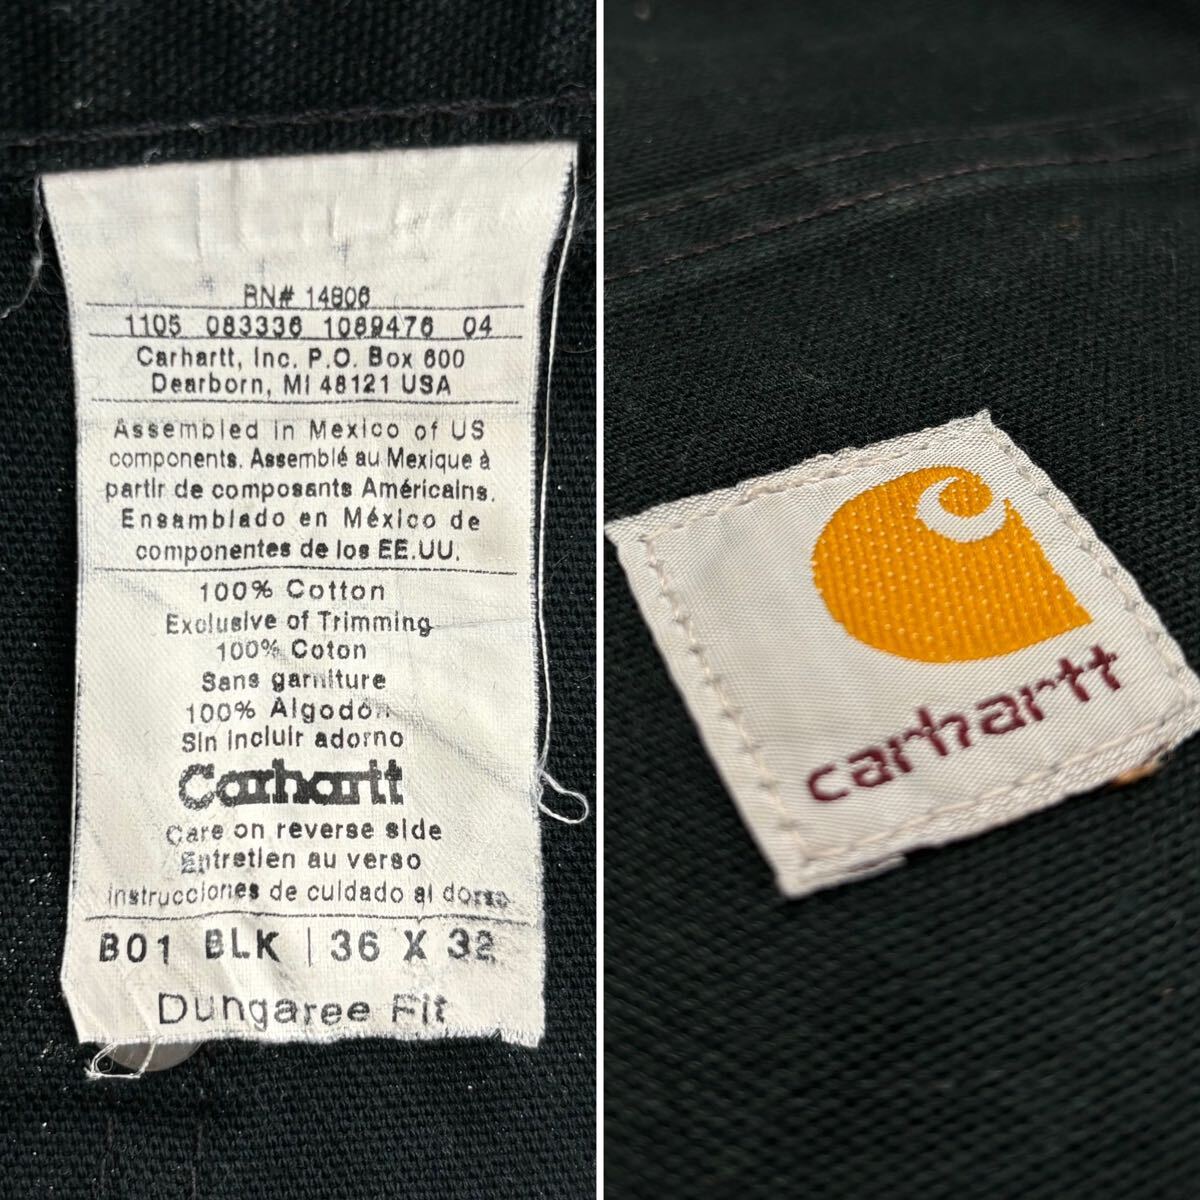 RN# 14806
1105 083336 1089476 04
Carhartt, Inc. P.O. Box 600
Dearborn, MI 48121 USA
Assembled in Mexico of US
components. Assemblé au Mexique à
partir de composants Américains.
Ensamblado en México de
componentes de los EE.UU.
100% Cotton
Exclusive of Trimming
100% Coton
Sans garniture
100% Algodón
Sin incluir adorno
Carhartt
Care on reverse side
Entretien au verso
instrucciones de cuidado al dorso
B01 BLK | 36 X 32
Dungaree Fit
carhartt